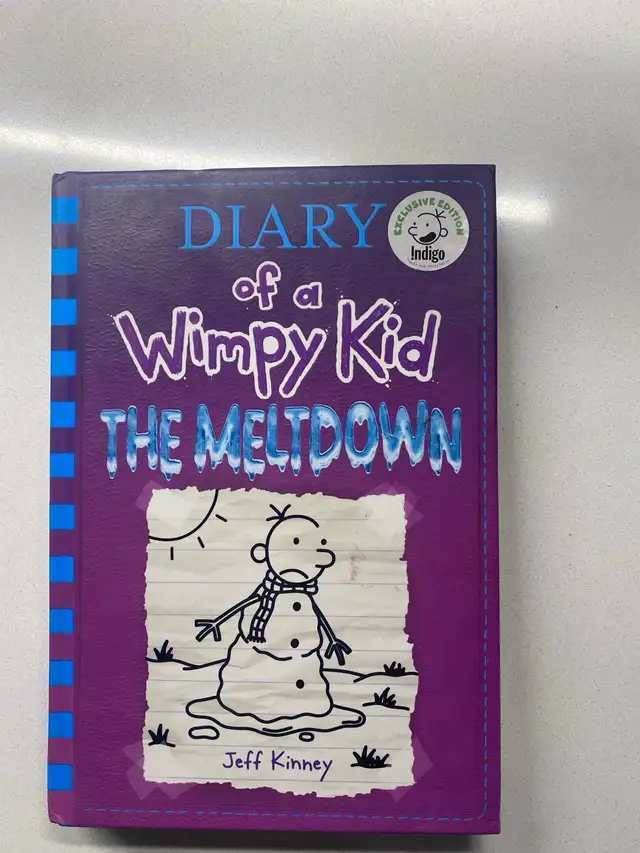 DIARY
EXCLUSIVE EDITION
Indigo
of a
Wimpy Kid
THE MELTDOWN
Jeff Kinney